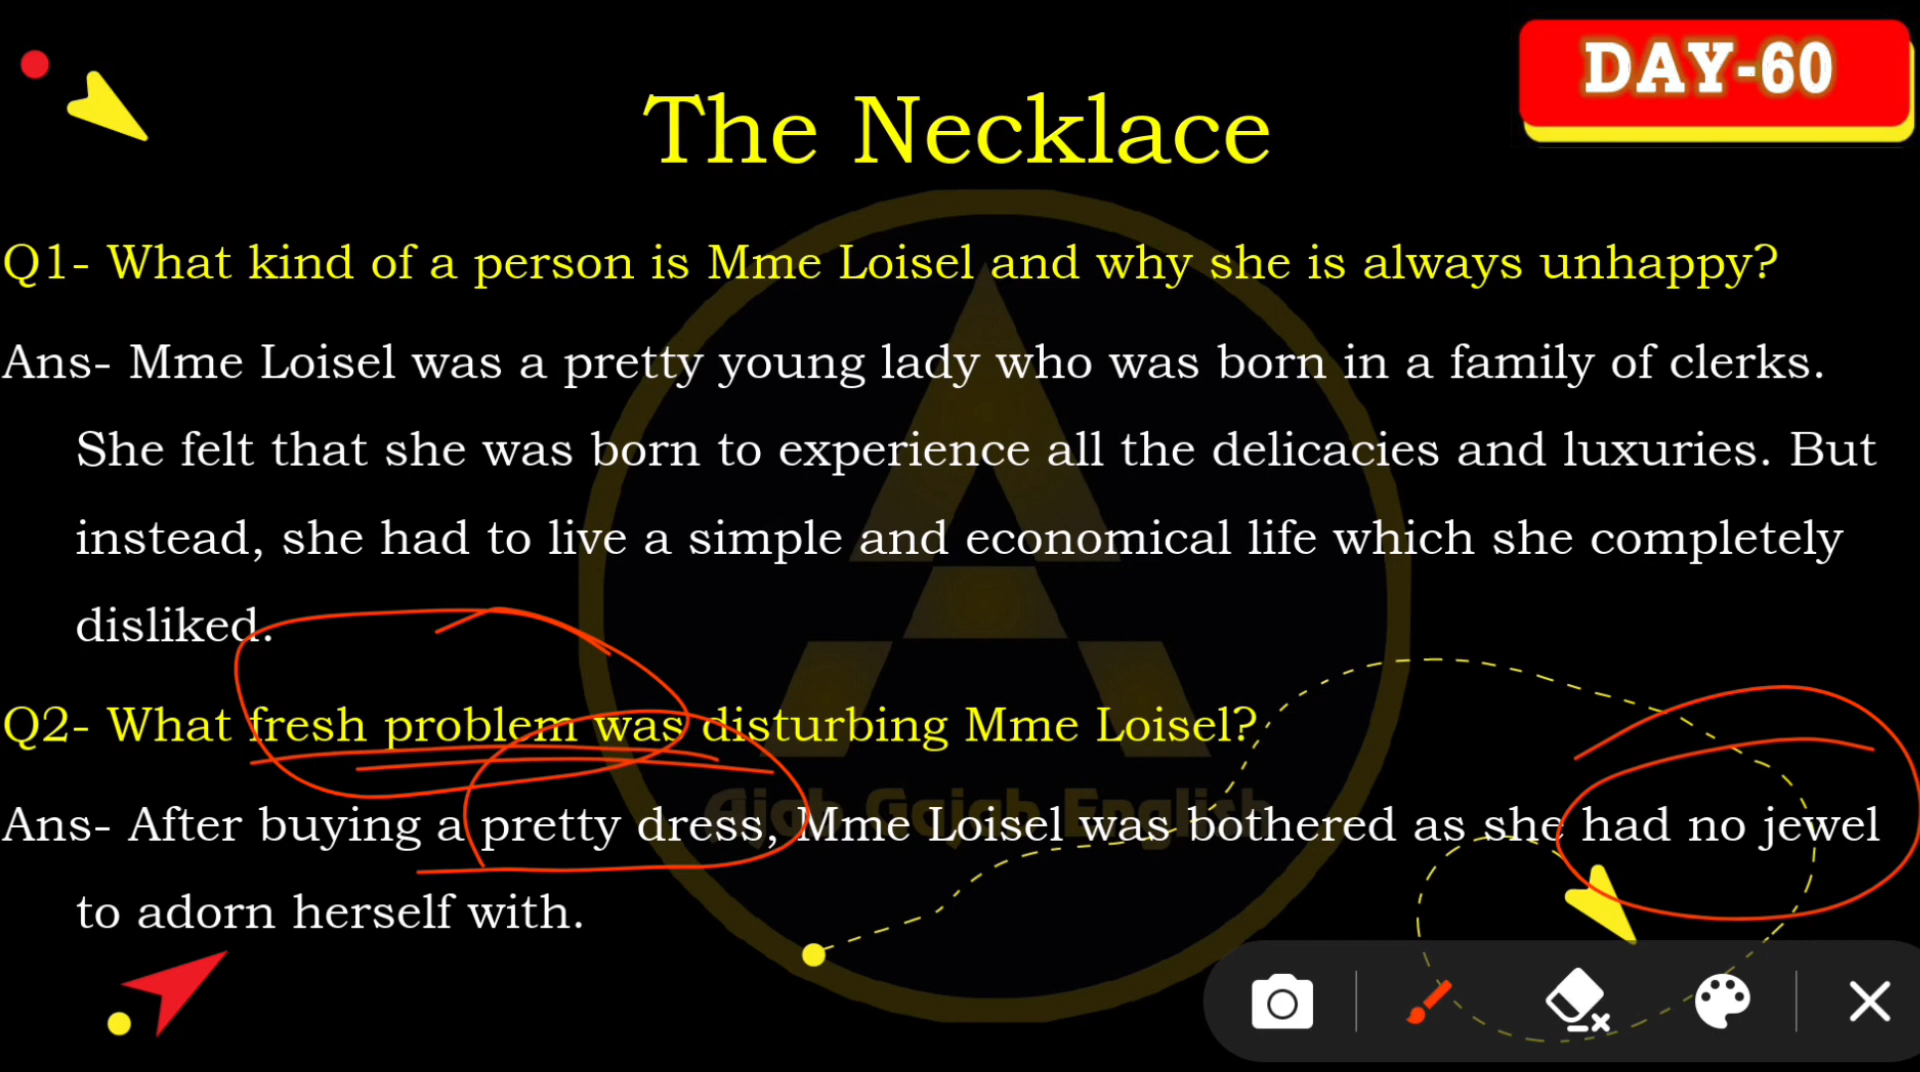 DAY-60
The Necklace
Q1- What kind of a person is Mme Loisel and why she is always unhappy?
Ans- Mme Loisel was a pretty young lady who was born in a family of clerks.
She felt that she was born to experience all the delicacies and luxuries. But
instead, she had to live a simple and economical life which she completely
disliked.
Q2- What fresh problem was disturbing Mme Loisel?
Ajab Gajab English
Ans- After buying a pretty dress, Mme Loisel was bothered as she had no jewel
to adorn herself with.